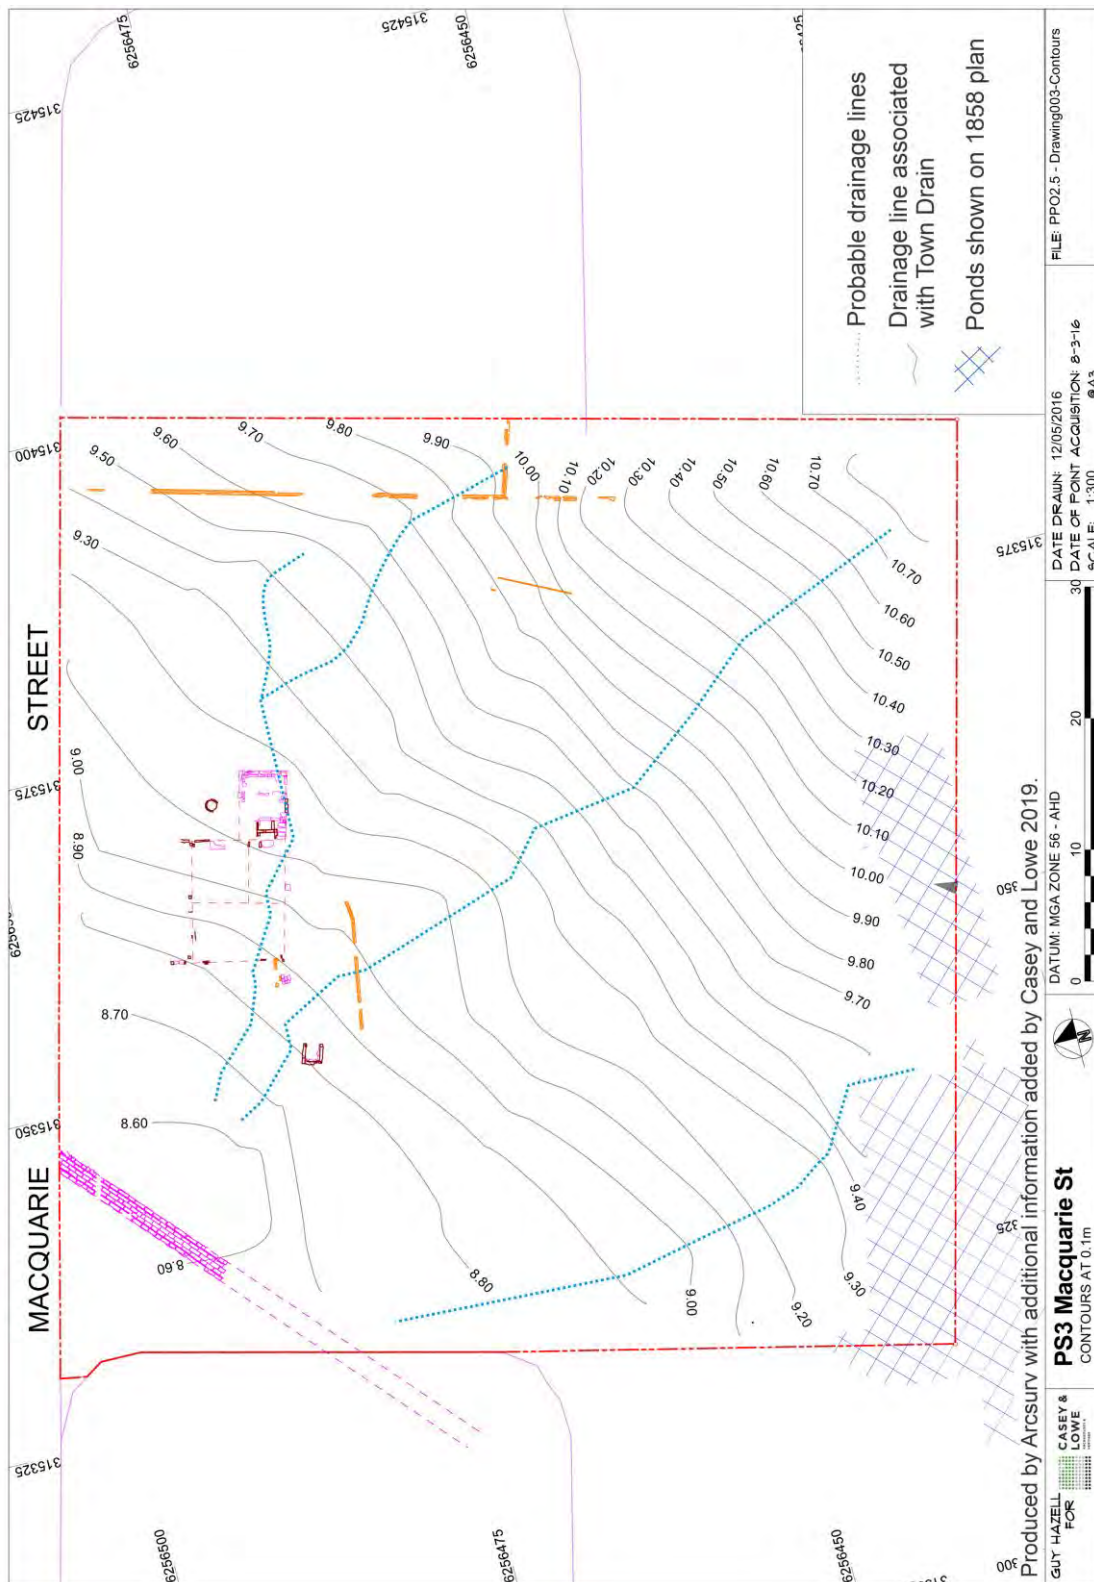 MACQUARIE STREET
315425
6256475
315425
6256450
315400
315375
315350
315325
6256500
6256475
6256450
315375
9.50
9.60
9.70
9.80
9.90
10.00
10.10
10.20
10.30
10.40
10.50
10.60
10.70
9.30
9.00
8.90
8.70
8.60
8.60
8.80
9.00
9.20
9.30
9.40
9.70
9.80
9.90
10.00
10.10
10.20
10.30
10.40
10.50
10.60
10.70
Probable drainage lines
Drainage line associated
with Town Drain
Ponds shown on 1858 plan
Produced by Arcsurv with additional information added by Casey and Lowe 2019.
GUY HAZELL
FOR
CASEY &
LOWE
PS3 Macquarie St
CONTOURS AT 0.1m
N
DATUM: MGA ZONE 56 - AHD
0 10 20 30
DATE DRAWN: 12/05/2016
DATE OF POINT ACQUISITION: 8-3-16
SCALE: 1:300 @A3
FILE: PPO2.5 - Drawing003-Contours